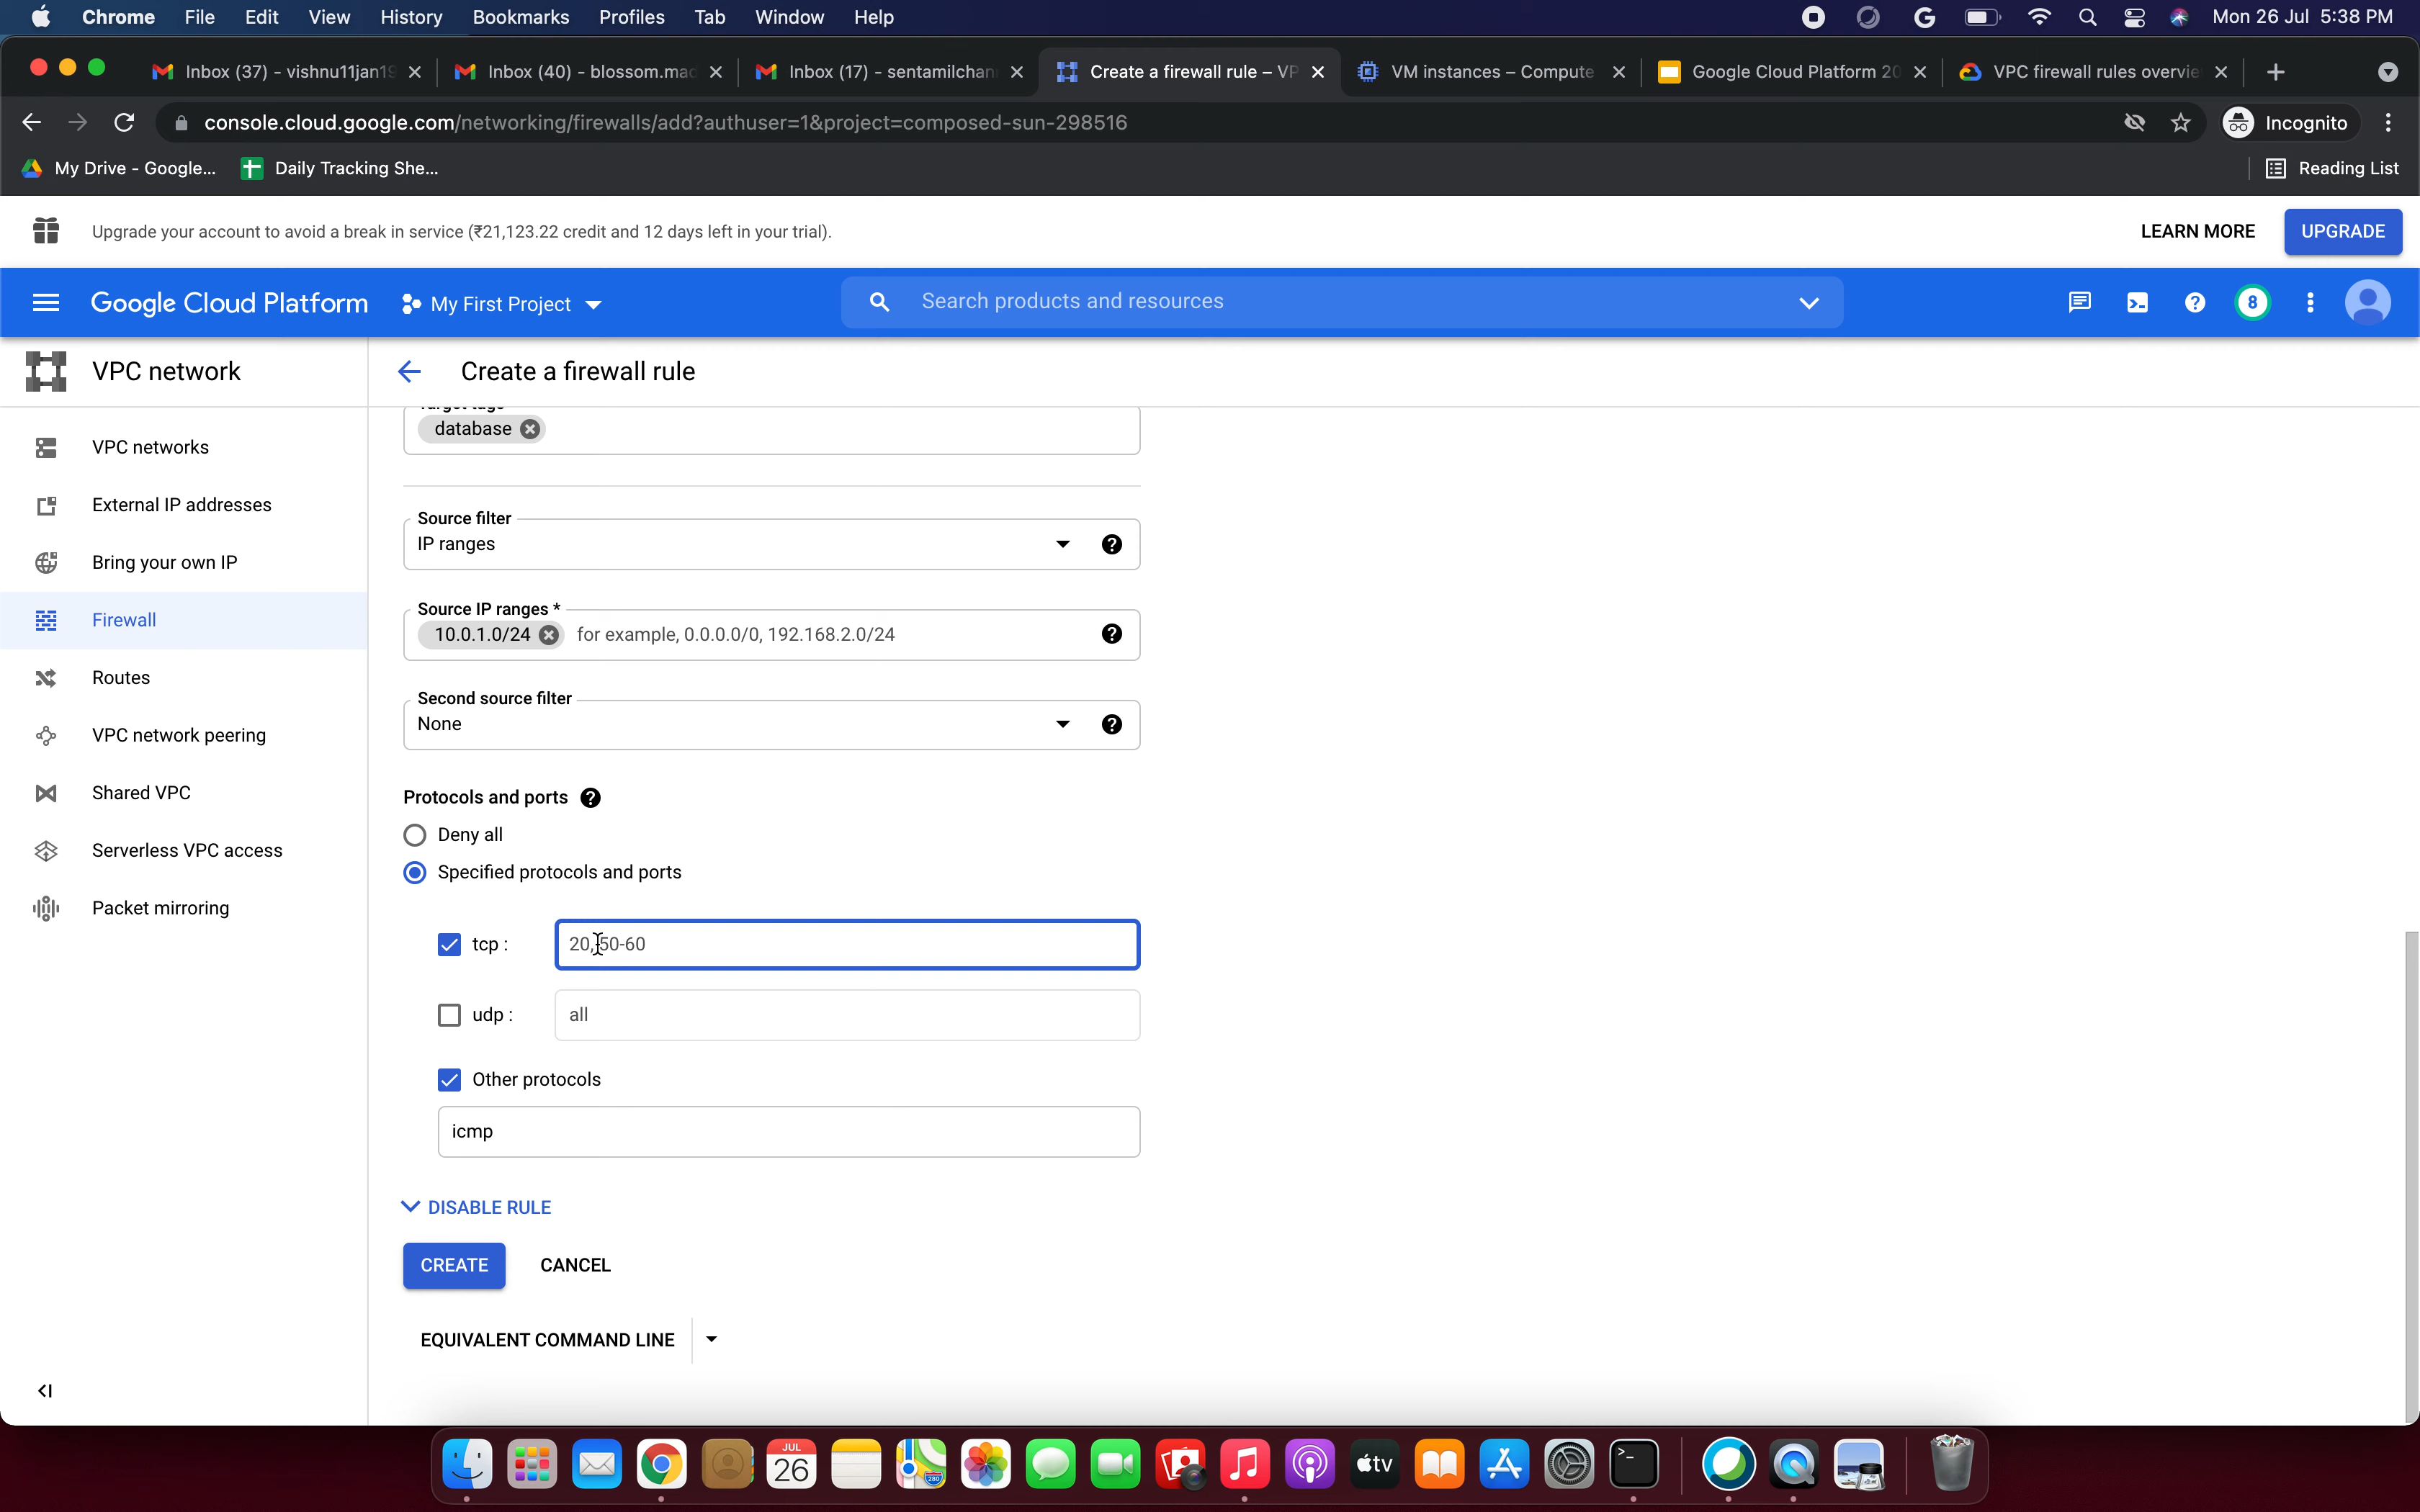 Chrome File Edit View History Bookmarks Profiles Tab Window Help Mon 26 Jul 5:38 PM
Inbox (37) - vishnu11jan19 Inbox (40) - blossom.mad Inbox (17) - sentamilchan Create a firewall rule – VP VM instances – Compute Google Cloud Platform 20 VPC firewall rules overvie
console.cloud.google.com/networking/firewalls/add?authuser=1&project=composed-sun-298516 Incognito
My Drive - Google... Daily Tracking She... Reading List
Upgrade your account to avoid a break in service (₹21,123.22 credit and 12 days left in your trial). LEARN MORE UPGRADE
Google Cloud Platform My First Project Search products and resources 8
VPC network Create a firewall rule
VPC networks
External IP addresses
Bring your own IP
Firewall
Routes
VPC network peering
Shared VPC
Serverless VPC access
Packet mirroring
Target tags
database
Source filter
IP ranges
Source IP ranges *
10.0.1.0/24 for example, 0.0.0.0/0, 192.168.2.0/24
Second source filter
None
Protocols and ports
Deny all
Specified protocols and ports
tcp : 20, 50-60
udp : all
Other protocols
icmp
DISABLE RULE
CREATE CANCEL
EQUIVALENT COMMAND LINE
JUL
26
280
tv